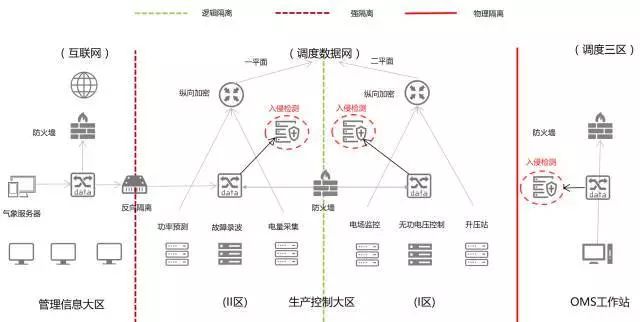 逻辑隔离
强隔离
物理隔离
（互联网）
（调度数据网）
（调度三区）
一平面
二平面
纵向加密
纵向加密
入侵检测
入侵检测
防火墙
防火墙
入侵检测
data
data
data
data
气象服务器
反向隔离
防火墙
功率预测
故障录波
电量采集
电场监控
无功电压控制
升压站
管理信息大区
(II区)
生产控制大区
(I区)
OMS工作站